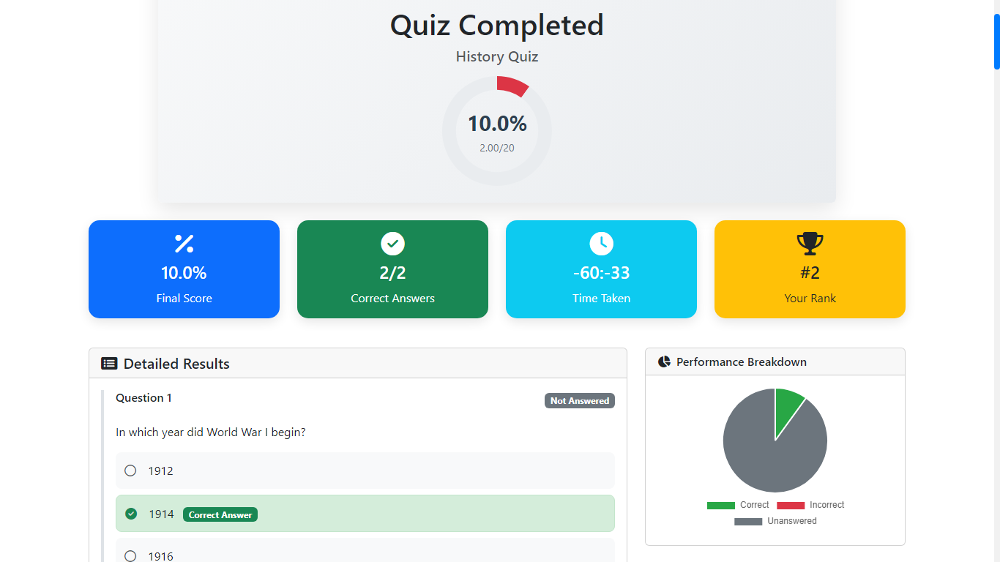 Quiz Completed
History Quiz
10.0%
2.00/20
10.0%
Final Score
2/2
Correct Answers
-60:-33
Time Taken
#2
Your Rank
Detailed Results
Question 1
Not Answered
In which year did World War I begin?
1912
1914 Correct Answer
1916
Performance Breakdown
Correct Incorrect
Unanswered